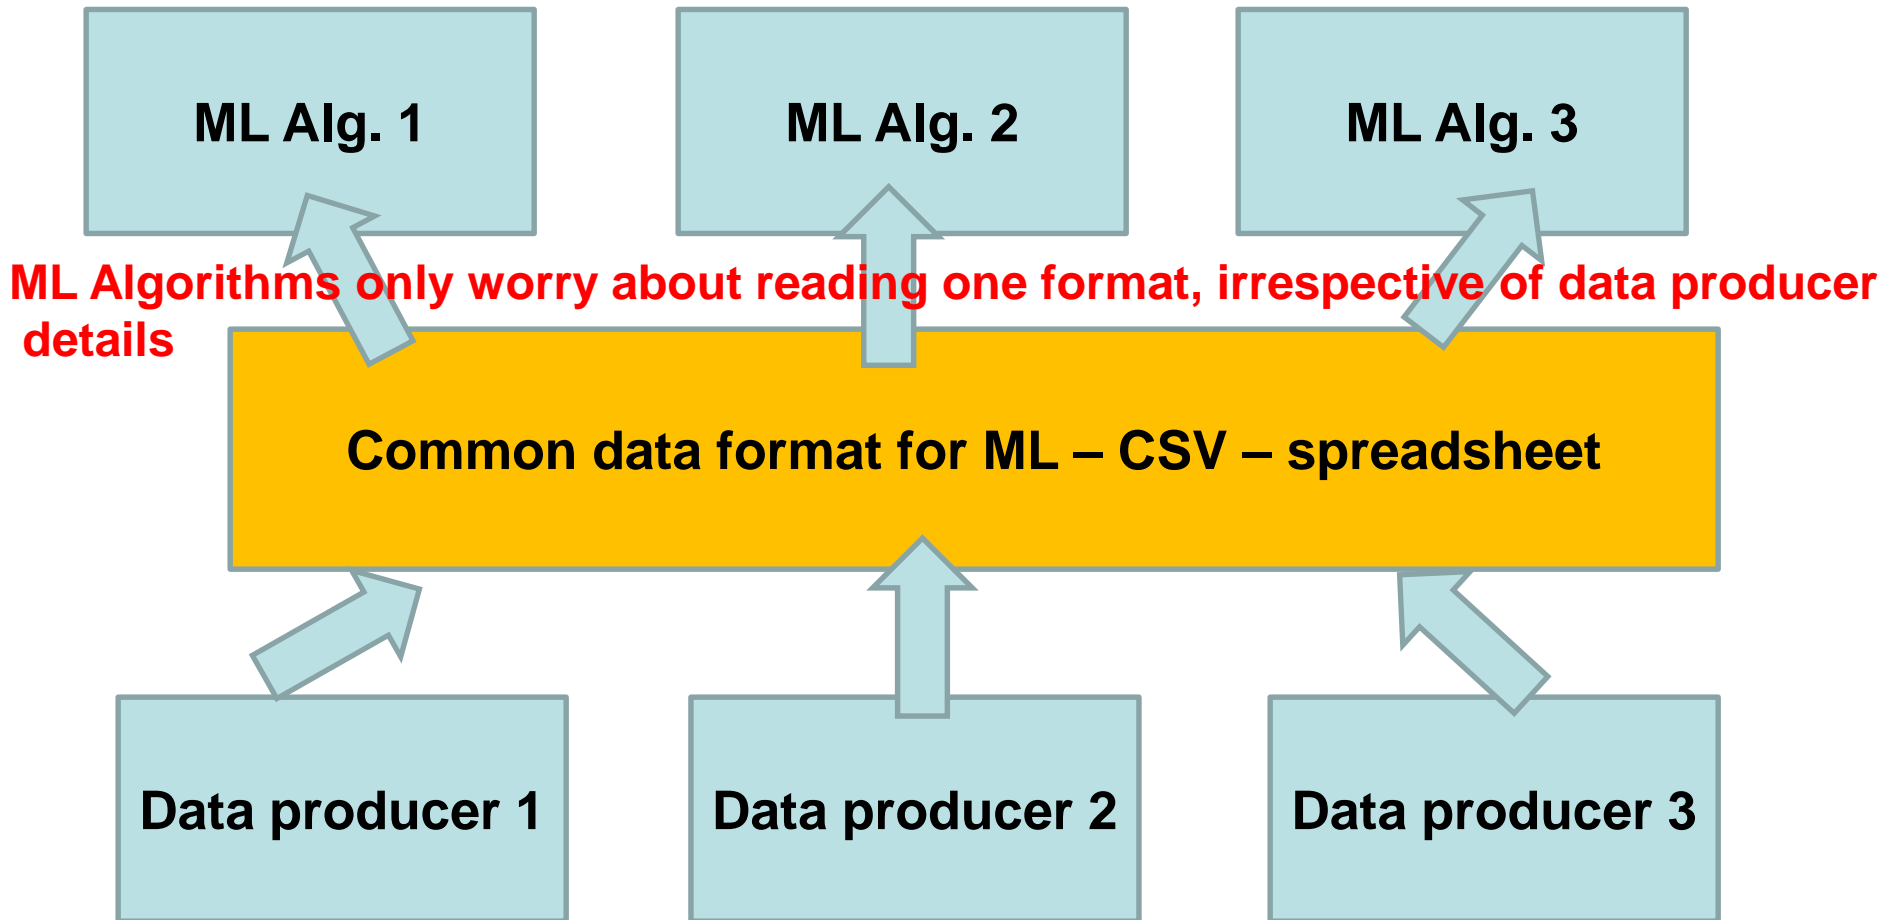 ML Alg. 1
ML Alg. 2
ML Alg. 3
ML Algorithms only worry about reading one format, irrespective of data producer
details
Common data format for ML – CSV – spreadsheet
Data producer 1
Data producer 2
Data producer 3